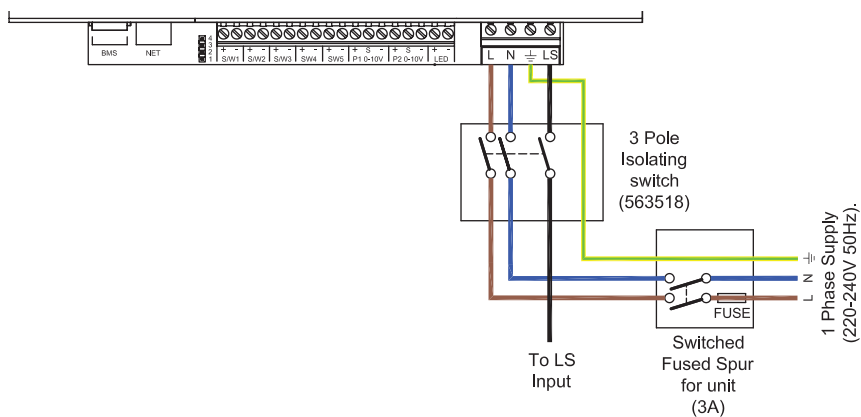 BMS
NET
4
3
2
1
+ - + - + - + - + - + S - + S - + -
S/W1 S/W2 S/W3 SW4 SW5 P1 0-10V P2 0-10V LED
L N LS
3 Pole
Isolating
switch
(563518)
1 Phase Supply
(220-240V 50Hz).
N
L
FUSE
Switched
Fused Spur
for unit
(3A)
To LS
Input